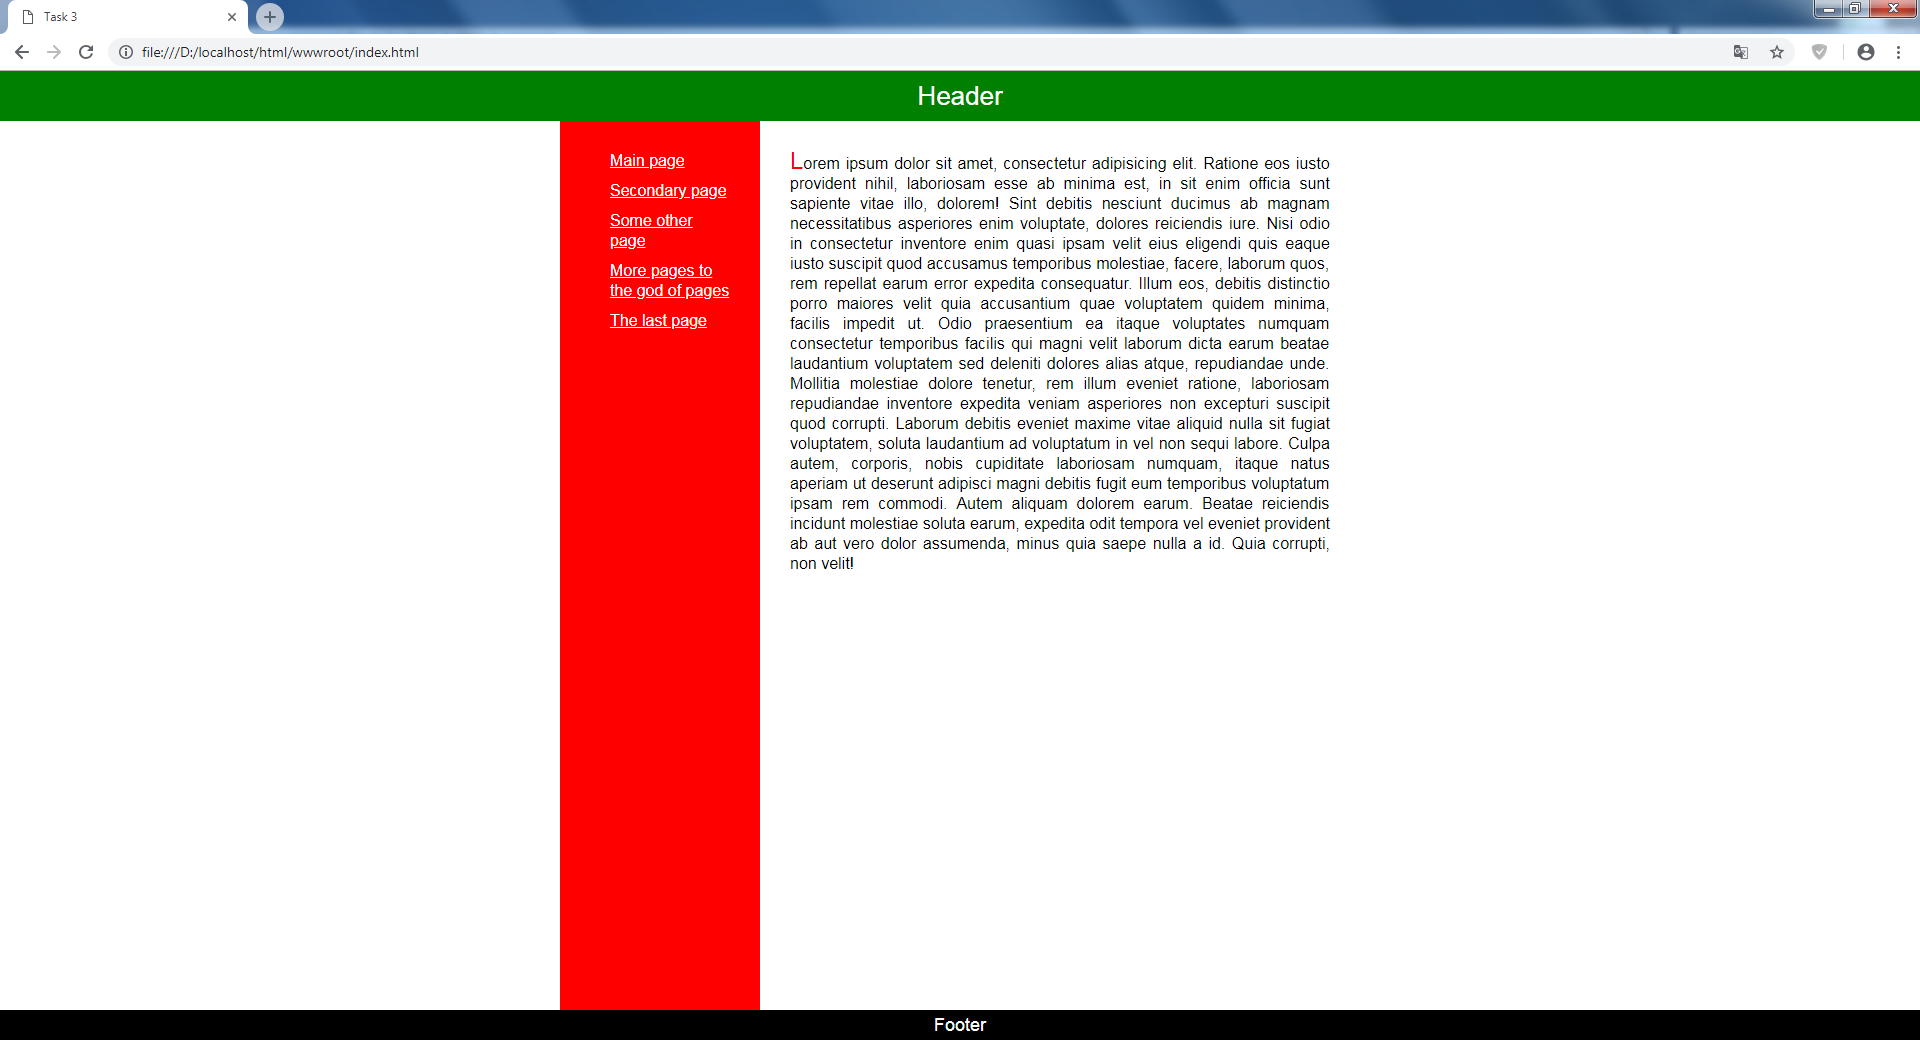 Task 3
file:///D:/localhost/html/wwwroot/index.html
Header
Main page
Secondary page
Some other
page
More pages to
the god of pages
The last page
Lorem ipsum dolor sit amet, consectetur adipisicing elit. Ratione eos iusto
provident nihil, laboriosam esse ab minima est, in sit enim officia sunt
sapiente vitae illo, dolorem! Sint debitis nesciunt ducimus ab magnam
necessitatibus asperiores enim voluptate, dolores reiciendis iure. Nisi odio
in consectetur inventore enim quasi ipsam velit eius eligendi quis eaque
iusto suscipit quod accusamus temporibus molestiae, facere, laborum quos,
rem repellat earum error expedita consequatur. Illum eos, debitis distinctio
porro maiores velit quia accusantium quae voluptatem quidem minima,
facilis impedit ut. Odio praesentium ea itaque voluptates numquam
consectetur temporibus facilis qui magni velit laborum dicta earum beatae
laudantium voluptatem sed deleniti dolores alias atque, repudiandae unde.
Mollitia molestiae dolore tenetur, rem illum eveniet ratione, laboriosam
repudiandae inventore expedita veniam asperiores non excepturi suscipit
quod corrupti. Laborum debitis eveniet maxime vitae aliquid nulla sit fugiat
voluptatem, soluta laudantium ad voluptatum in vel non sequi labore. Culpa
autem, corporis, nobis cupiditate laboriosam numquam, itaque natus
aperiam ut deserunt adipisci magni debitis fugit eum temporibus voluptatum
ipsam rem commodi. Autem aliquam dolorem earum. Beatae reiciendis
incidunt molestiae soluta earum, expedita odit tempora vel eveniet provident
ab aut vero dolor assumenda, minus quia saepe nulla a id. Quia corrupti,
non velit!
Footer